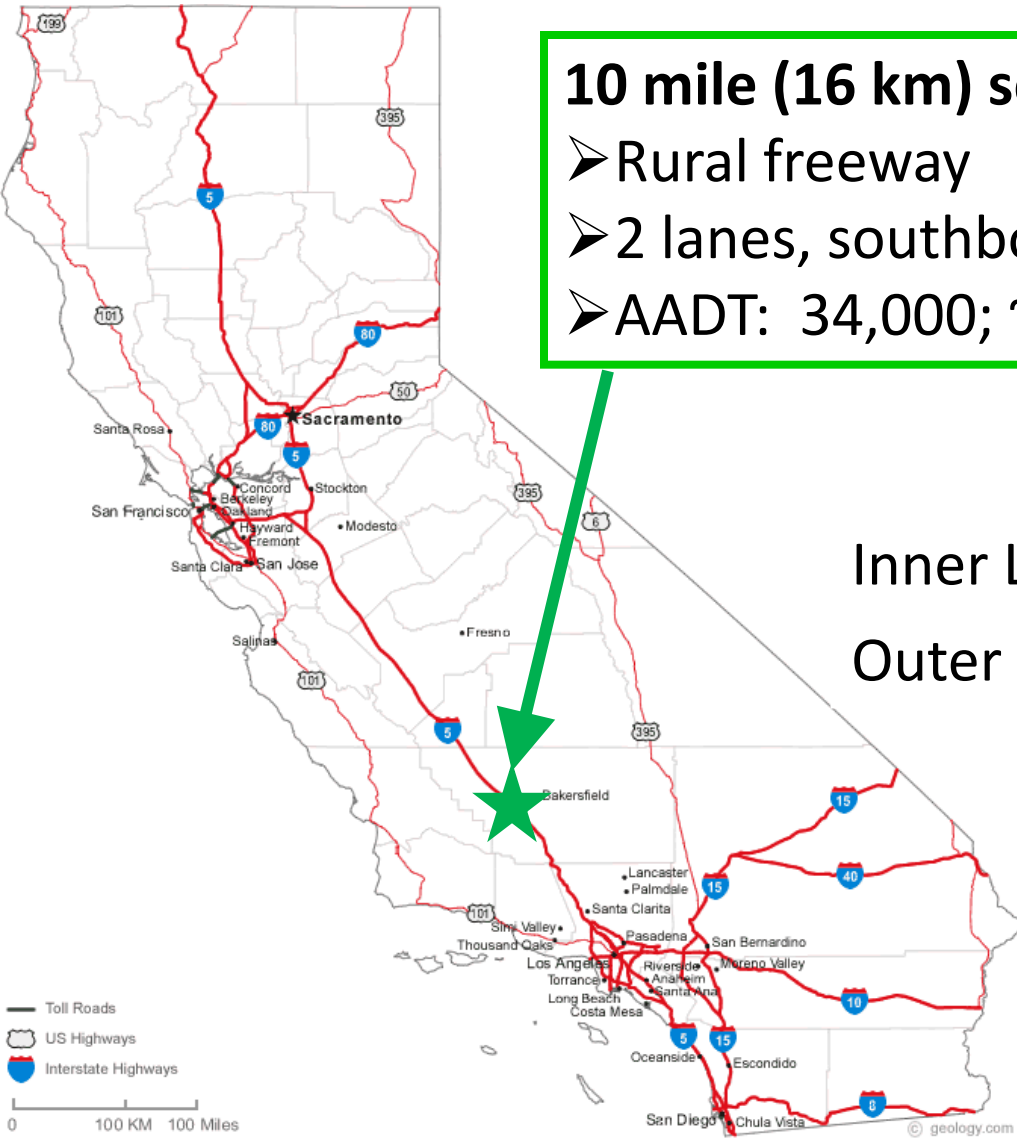 199
395
10 mile (16 km) s
➢Rural freeway
➢2 lanes, southb
➢AADT: 34,000;
5
101
80
50
Sacramento
80
Santa Rosa
5
Concord
Stockton
395
Berkeley
San Francisco
Oakland
6
Hayward
Modesto
Fremont
Santa Clara
San Jose
Inner L
Fresno
Salinas
Outer
101
5
395
Bakersfield
15
Lancaster
40
Palmdale
15
Santa Clarita
101
Simi Valley
Pasadena
San Bernardino
Thousand Oaks
Los Angeles
Riverside
Moreno Valley
Torrance
Anaheim
Santa Ana
Long Beach
10
Costa Mesa
Toll Roads
US Highways
5
15
Oceanside
Escondido
Interstate Highways
8
San Diego
Chula Vista
0
100 KM
100 Miles
© geology.com